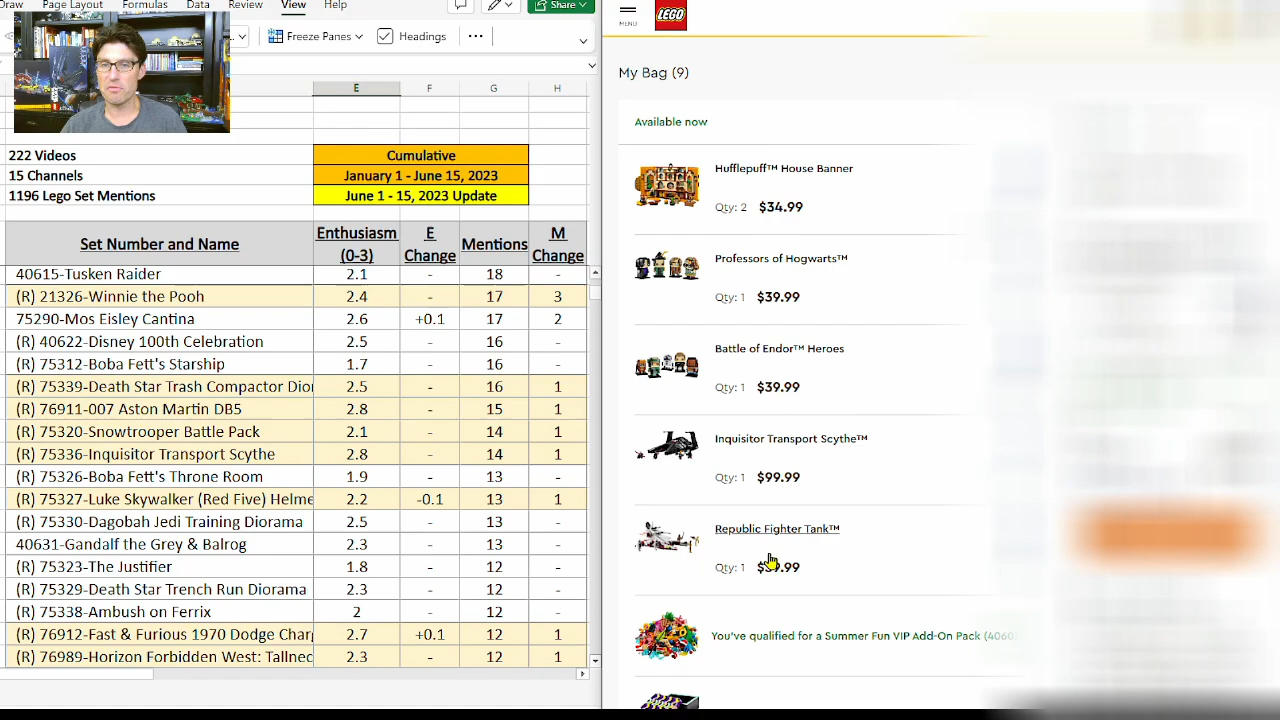 Draw Page Layout Formulas Data Review View Help Share
Freeze Panes Headings
E F G H
222 Videos Cumulative
15 Channels January 1 - June 15, 2023
1196 Lego Set Mentions June 1 - 15, 2023 Update
Set Number and Name Enthusiasm (0-3) E Change Mentions M Change
40615-Tusken Raider 2.1 - 18 -
(R) 21326-Winnie the Pooh 2.4 - 17 3
75290-Mos Eisley Cantina 2.6 +0.1 17 2
(R) 40622-Disney 100th Celebration 2.5 - 16 -
(R) 75312-Boba Fett's Starship 1.7 - 16 -
(R) 75339-Death Star Trash Compactor Dior 2.5 - 16 1
(R) 76911-007 Aston Martin DB5 2.8 - 15 1
(R) 75320-Snowtrooper Battle Pack 2.1 - 14 1
(R) 75336-Inquisitor Transport Scythe 2.8 - 14 1
(R) 75326-Boba Fett's Throne Room 1.9 - 13 -
(R) 75327-Luke Skywalker (Red Five) Helme 2.2 -0.1 13 1
(R) 75330-Dagobah Jedi Training Diorama 2.5 - 13 -
40631-Gandalf the Grey & Balrog 2.3 - 13 -
(R) 75323-The Justifier 1.8 - 12 -
(R) 75329-Death Star Trench Run Diorama 2.3 - 12 -
(R) 75338-Ambush on Ferrix 2 - 12 -
(R) 76912-Fast & Furious 1970 Dodge Charg 2.7 +0.1 12 1
(R) 76989-Horizon Forbidden West: Tallnec 2.3 - 12 1
MENU
LEGO
My Bag (9)
Available now
Hufflepuff™ House Banner
Qty: 2 $34.99
Professors of Hogwarts™
Qty: 1 $39.99
Battle of Endor™ Heroes
Qty: 1 $39.99
Inquisitor Transport Scythe™
Qty: 1 $99.99
Republic Fighter Tank™
Qty: 1
You've qualified for a Summer Fun VIP Add-On Pack (4060